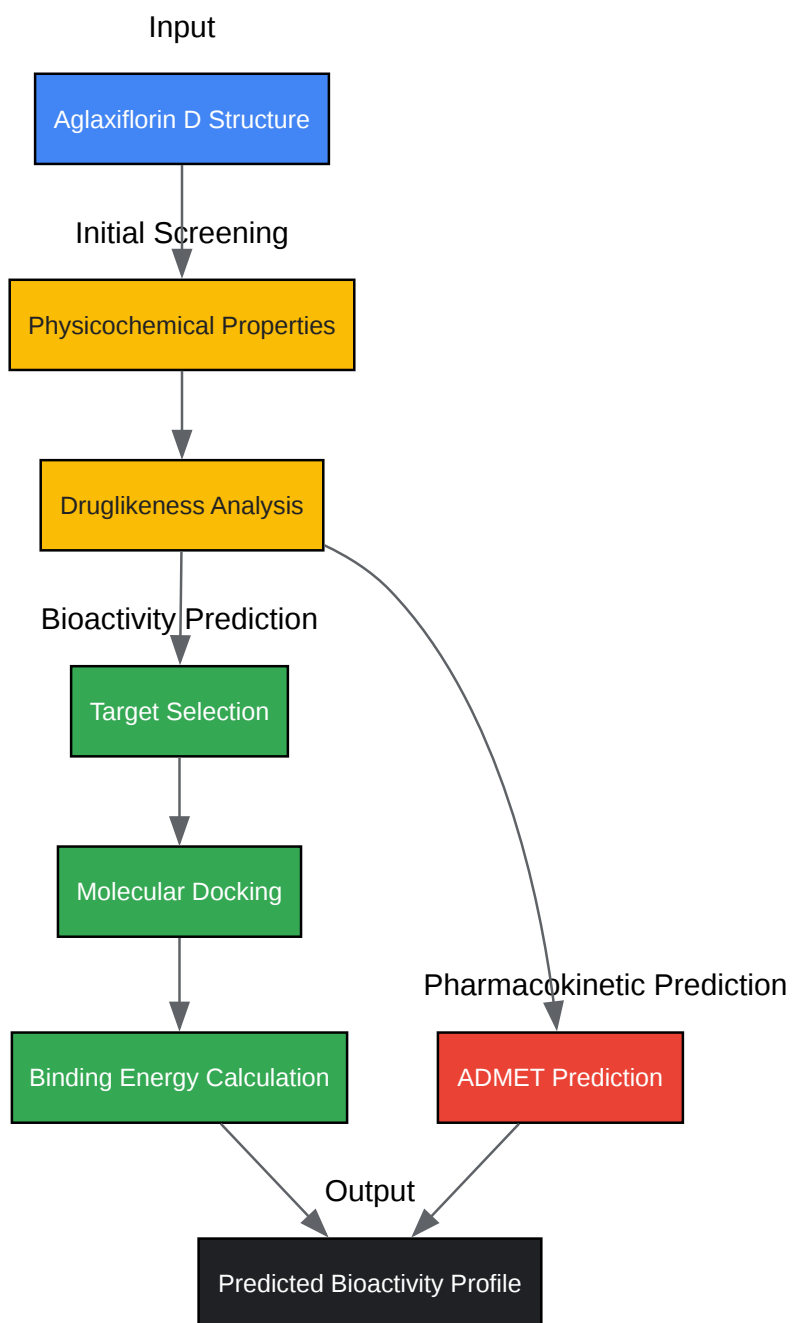 Input
Aglaxiflorin D Structure
Initial Screening
Physicochemical Properties
Druglikeness Analysis
Bioactivity Prediction
Target Selection
Molecular Docking
Pharmacokinetic Prediction
Binding Energy Calculation
ADMET Prediction
Output
Predicted Bioactivity Profile